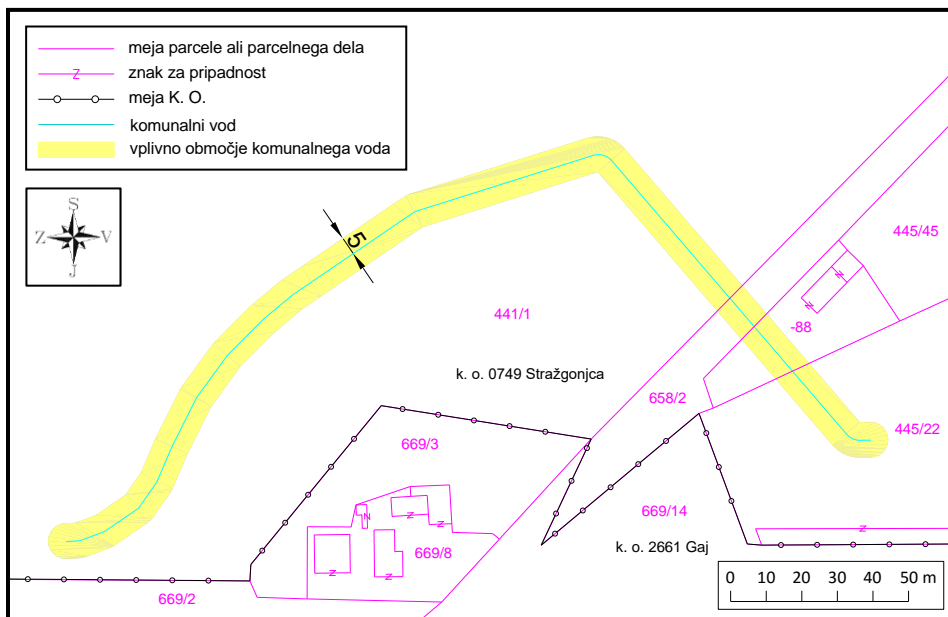 meja parcele ali parcelnega dela
Z znak za pripadnost
meja K. O.
komunalni vod
vplivno območje komunalnega voda
S
Z V
J
5
445/45
441/1
-88
k. o. 0749 Stražgonjca
658/2
445/22
669/3
669/14
669/8
k. o. 2661 Gaj
669/2
0 10 20 30 40 50 m